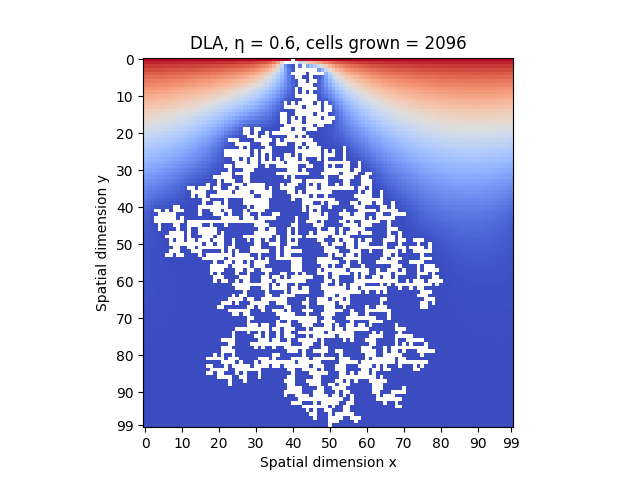 DLA, η = 0.6, cells grown = 2096
0
10
20
30
40
50
60
70
80
90
99
Spatial dimension y
0 10 20 30 40 50 60 70 80 90 99
Spatial dimension x